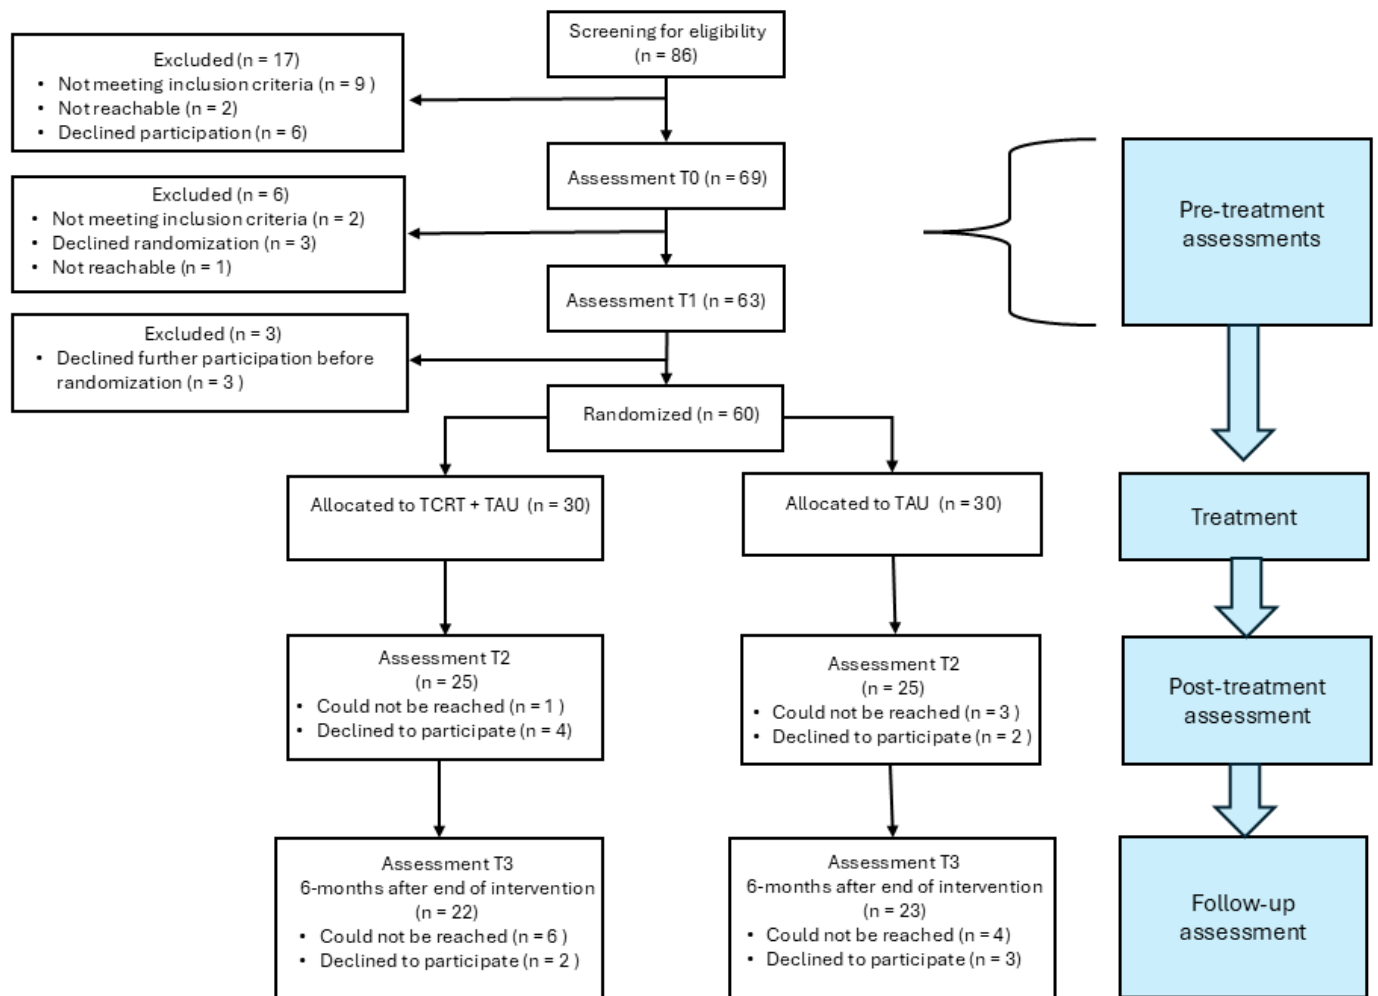 Screening for eligibility
(n = 86)
Excluded (n = 17)
• Not meeting inclusion criteria (n = 9 )
• Not reachable (n = 2)
• Declined participation (n = 6)
Assessment T0 (n = 69)
Excluded (n = 6)
• Not meeting inclusion criteria (n = 2)
• Declined randomization (n = 3)
• Not reachable (n = 1)
Assessment T1 (n = 63)
Excluded (n = 3)
• Declined further participation before
randomization (n = 3 )
Randomized (n = 60)
Allocated to TCRT + TAU (n = 30)
Allocated to TAU (n = 30)
Assessment T2
(n = 25)
• Could not be reached (n = 1 )
• Declined to participate (n = 4)
Assessment T2
(n = 25)
• Could not be reached (n = 3 )
• Declined to participate (n = 2 )
Assessment T3
6-months after end of intervention
(n = 22)
• Could not be reached (n = 6 )
• Declined to participate (n = 2 )
Assessment T3
6-months after end of intervention
(n = 23)
• Could not be reached (n = 4)
• Declined to participate (n = 3)
Pre-treatment
assessments
Treatment
Post-treatment
assessment
Follow-up
assessment